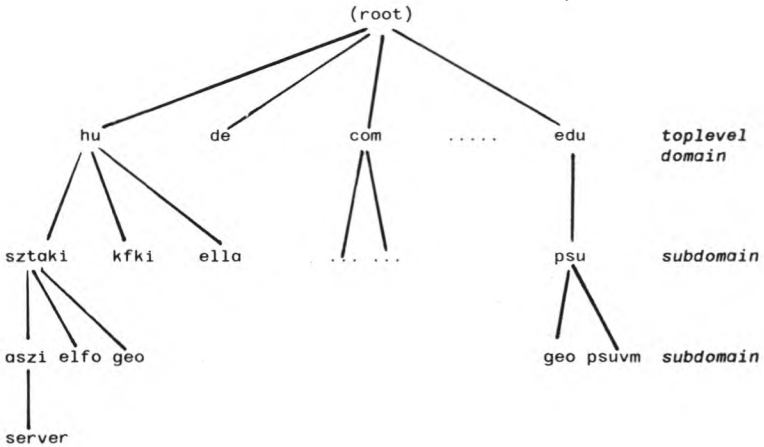 (root)
hu de com ..... edu toplevel
domain
sztaki kfki ella ... ... psu subdomain
aszi elfo geo geo psuvm subdomain
server